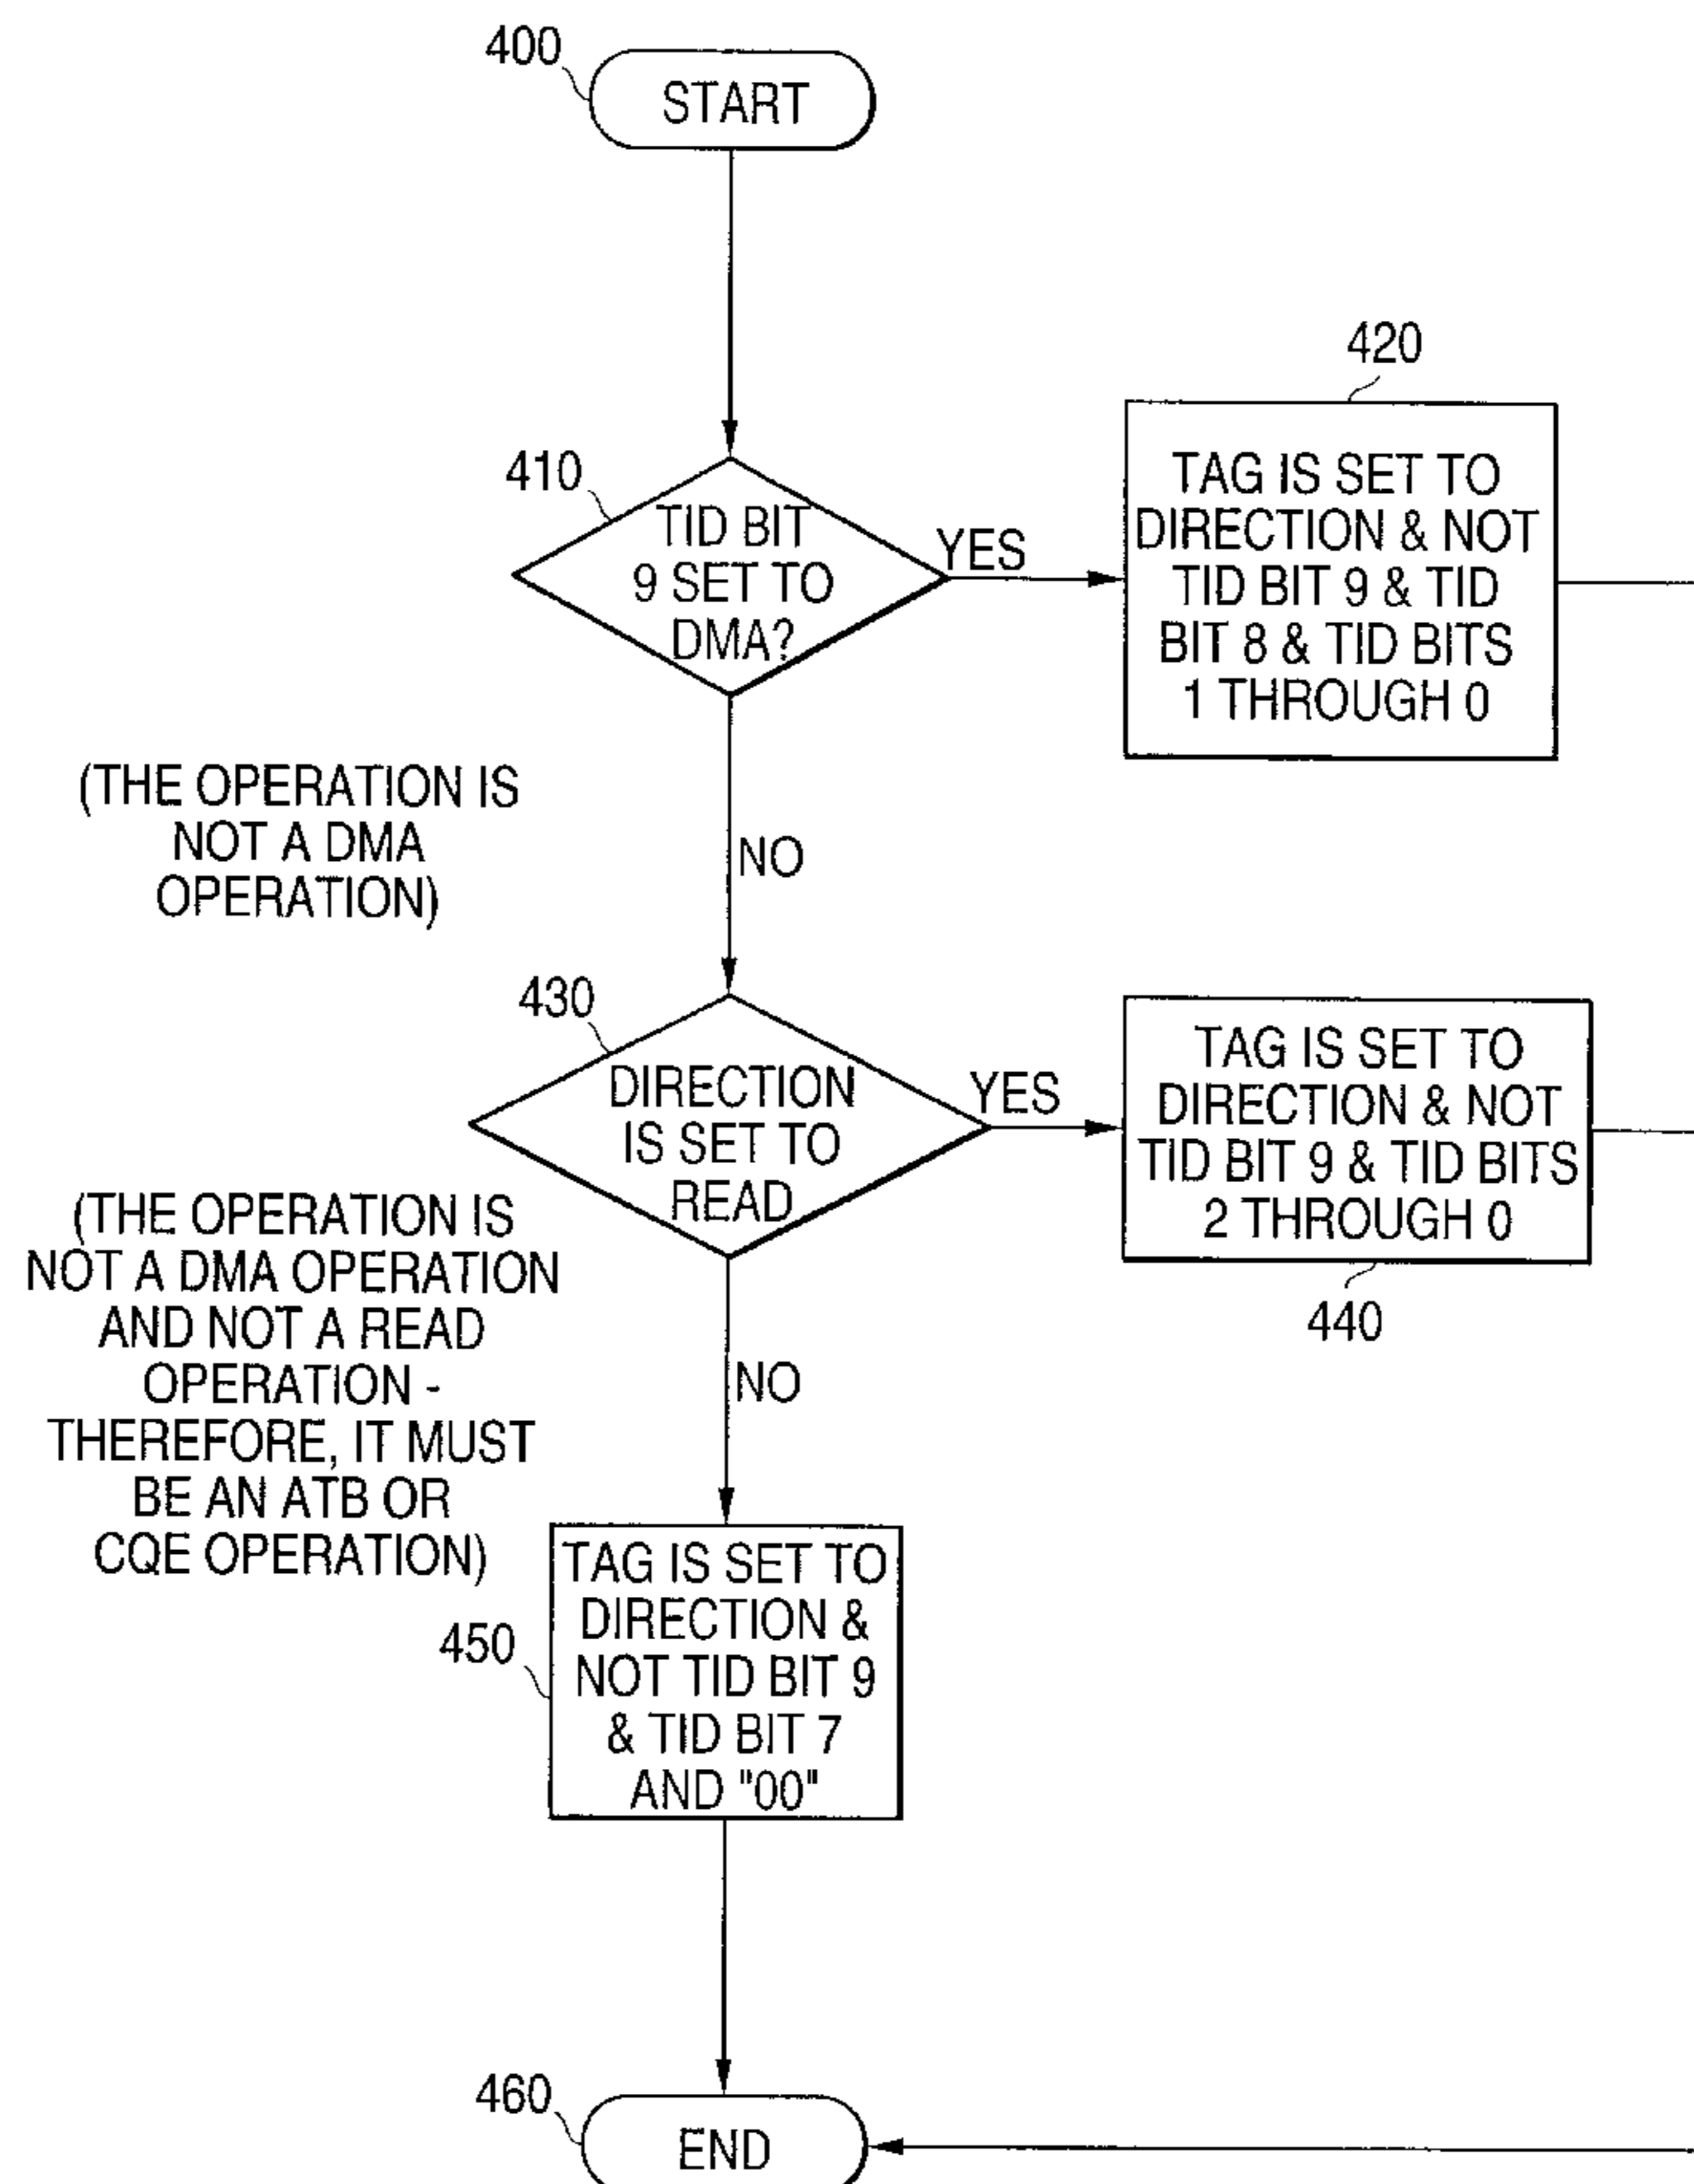 400
START
410
TID BIT
9 SET TO
DMA?
YES
420
TAG IS SET TO
DIRECTION & NOT
TID BIT 9 & TID
BIT 8 & TID BITS
1 THROUGH 0
(THE OPERATION IS
NOT A DMA
OPERATION)
NO
430
DIRECTION
IS SET TO
READ
YES
TAG IS SET TO
DIRECTION & NOT
TID BIT 9 & TID BITS
2 THROUGH 0
440
(THE OPERATION IS
NOT A DMA OPERATION
AND NOT A READ
OPERATION -
THEREFORE, IT MUST
BE AN ATB OR
CQE OPERATION)
NO
450
TAG IS SET TO
DIRECTION &
NOT TID BIT 9
& TID BIT 7
AND "00"
460
END